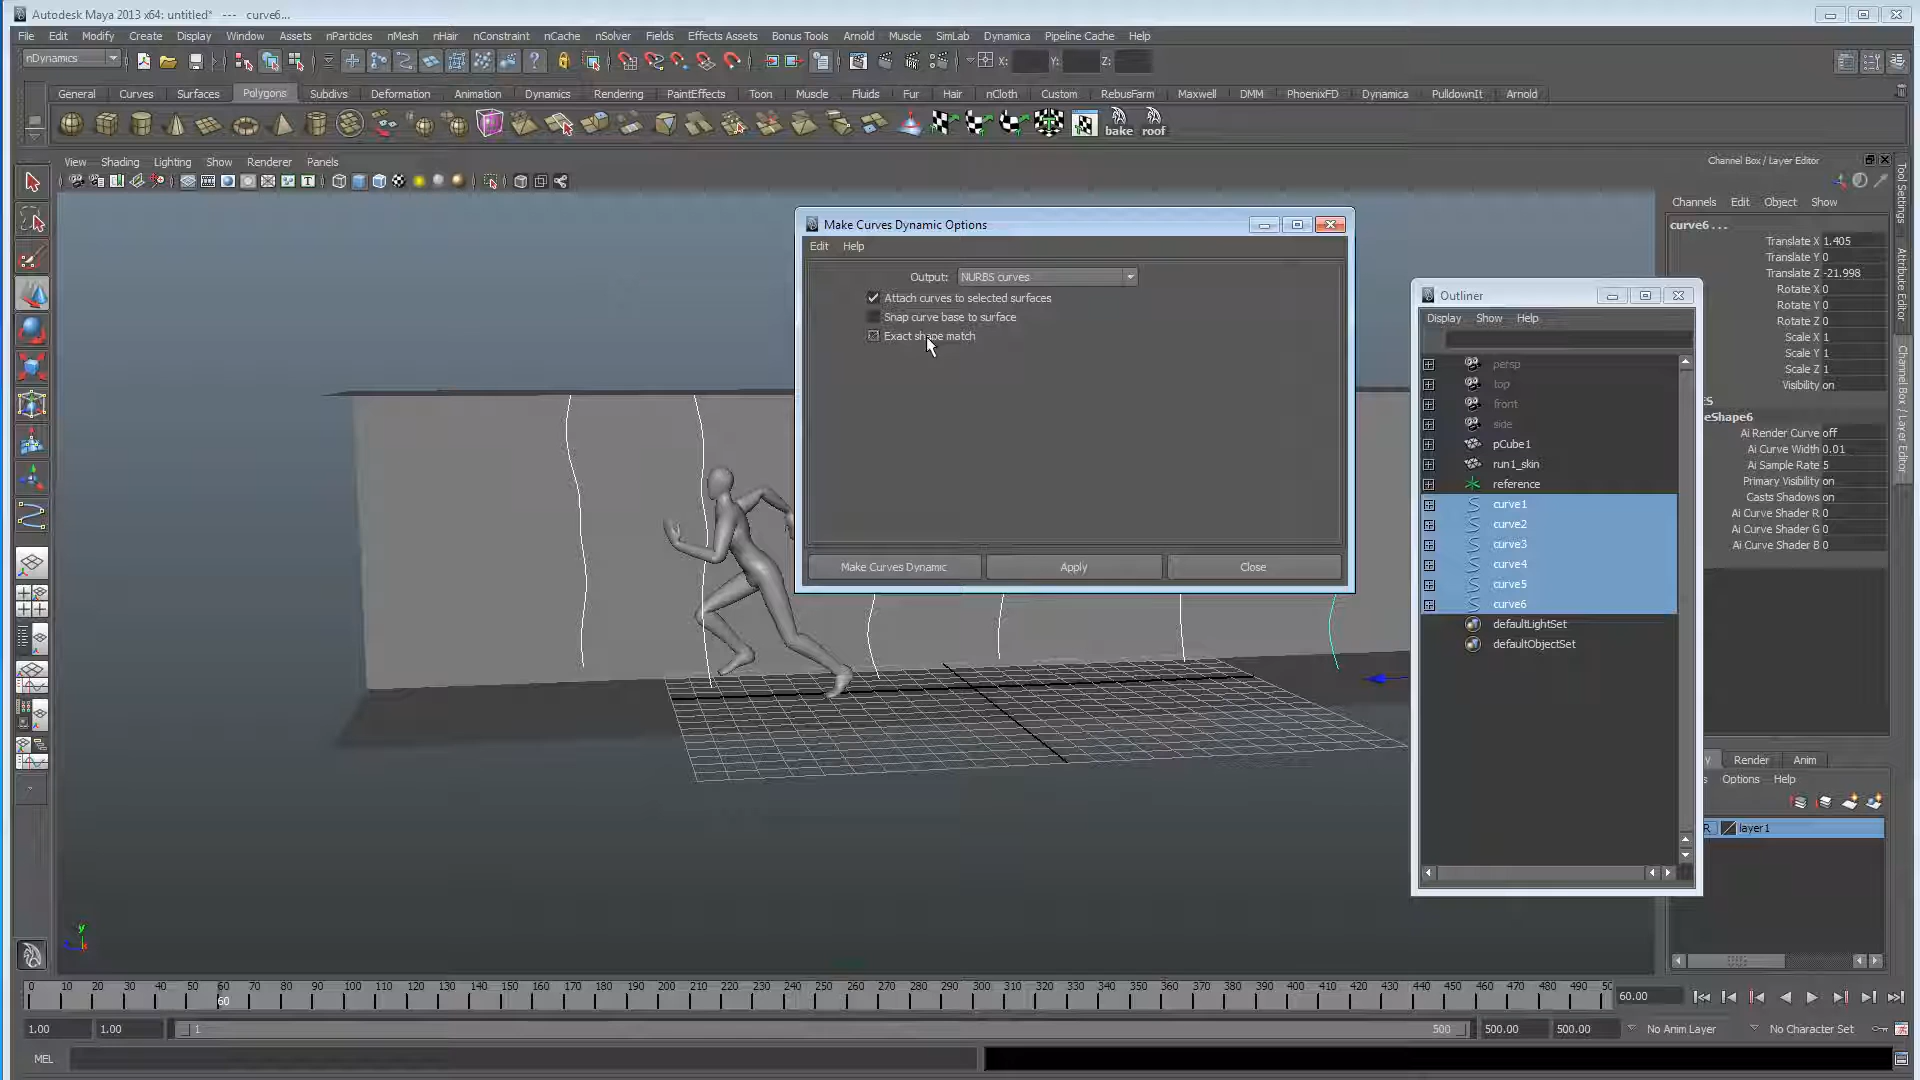 Autodesk Maya 2013 x64: untitled*   ---   curve6...
File Edit Modify Create Display Window Assets nParticles nMesh nHair nConstraint nCache nSolver Fields Effects Assets Bonus Tools Arnold Muscle SimLab Dynamica Pipeline Cache Help
nDynamics X: Y: Z:
General Curves Surfaces Polygons Subdivs Deformation Animation Dynamics Rendering PaintEffects Toon Muscle Fluids Fur Hair nCloth Custom RebusFarm Maxwell DMM PhoenixFD Dynamica PulldownIt Arnold
bake roof
View Shading Lighting Show Renderer Panels
Channel Box / Layer Editor
Channels Edit Object Show
curve6 ...
Translate X 1.405
Translate Y 0
Translate Z -21.998
Rotate X 0
Rotate Y 0
Rotate Z 0
Scale X 1
Scale Y 1
Scale Z 1
Visibility on
ES
eShape6
Ai Render Curve off
Ai Curve Width 0.01
Ai Sample Rate 5
Primary Visibility on
Casts Shadows on
Ai Curve Shader R 0
Ai Curve Shader G 0
Ai Curve Shader B 0
Tool Settings
Attribute Editor
Channel Box / Layer Editor
Make Curves Dynamic Options
Edit Help
Output: NURBS curves
Attach curves to selected surfaces
Snap curve base to surface
Exact shape match
Make Curves Dynamic Apply Close
Outliner
Display Show Help
persp
top
front
side
pCube1
run1_skin
reference
curve1
curve2
curve3
curve4
curve5
curve6
defaultLightSet
defaultObjectSet
y Render Anim
s Options Help
R layer1
y
0 10 20 30 40 50 60 70 80 90 100 110 120 130 140 150 160 170 180 190 200 210 220 230 240 250 260 270 280 290 300 310 320 330 340 350 360 370 380 390 400 410 420 430 440 450 460 470 480 490 50
60
60.00
1.00 1.00 1 500 500.00 500.00 No Anim Layer No Character Set
MEL